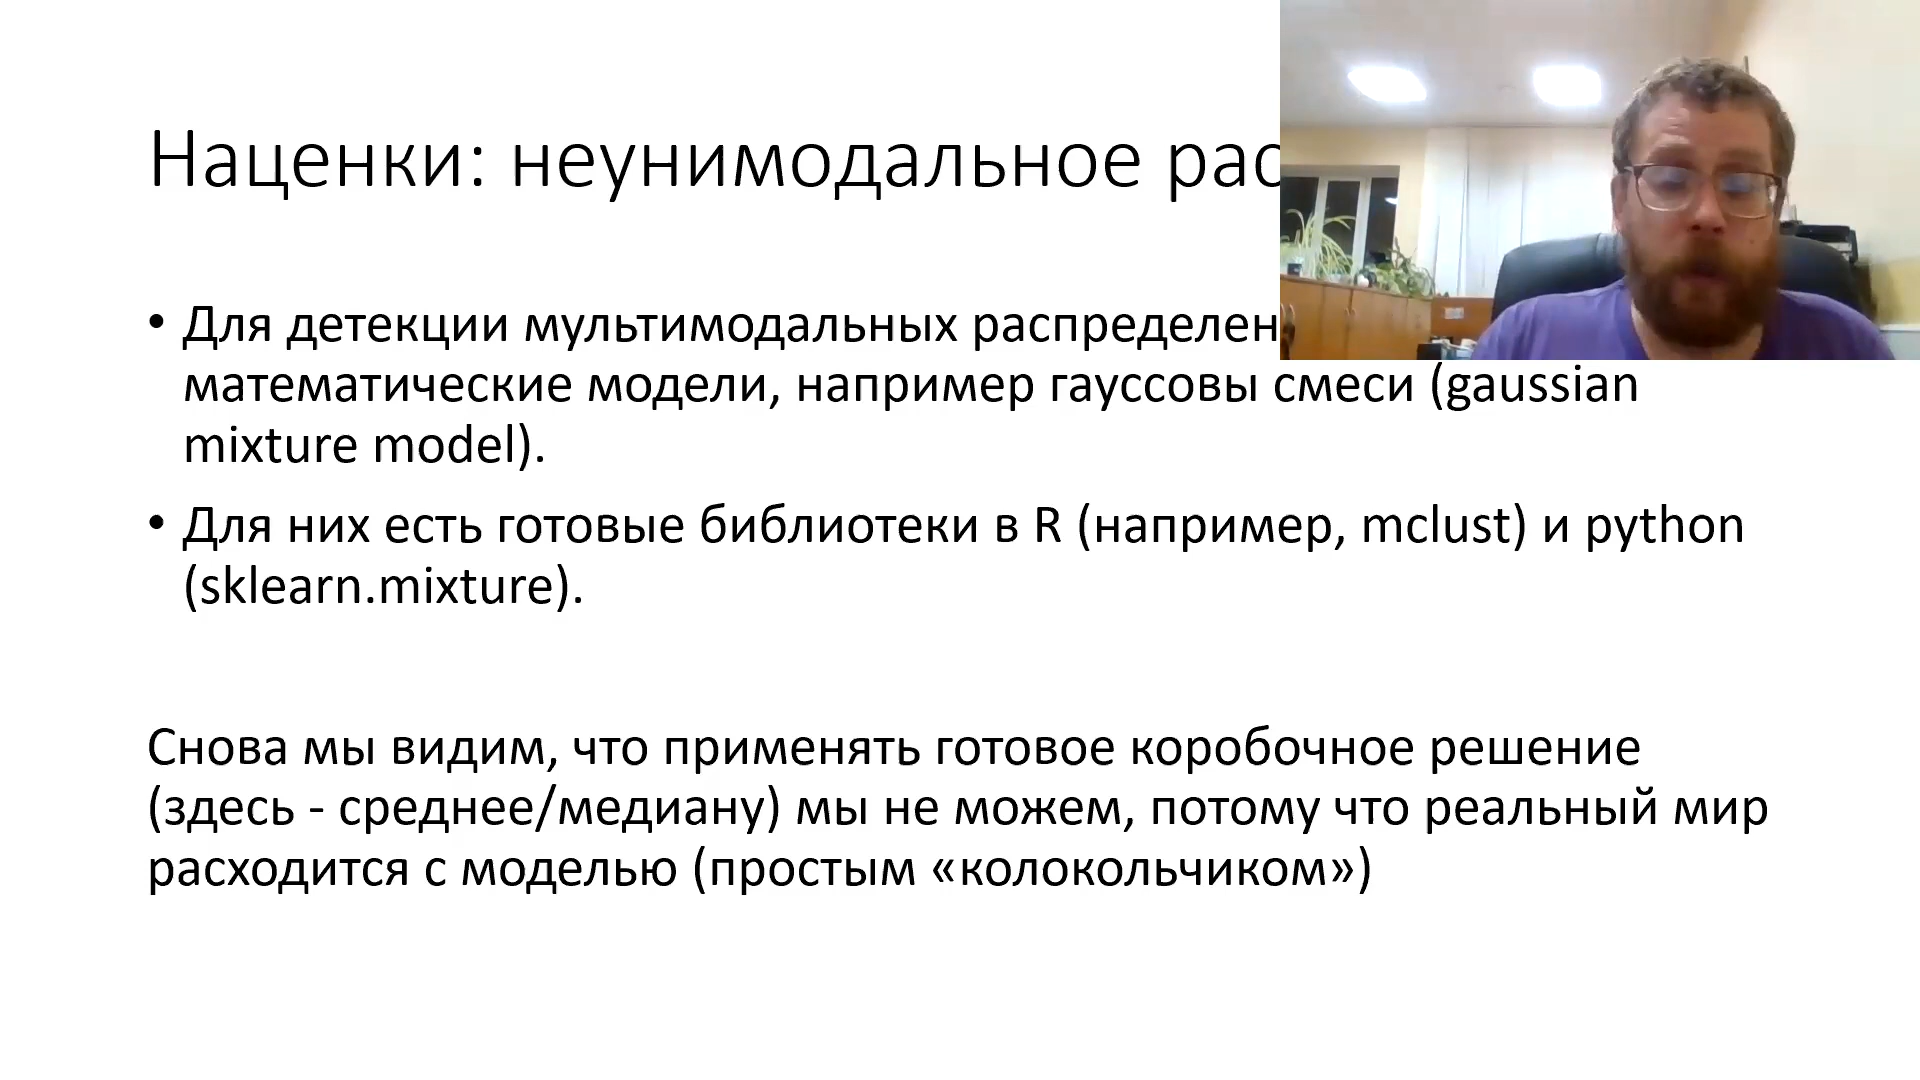 Наценки: неунимодальное
• Для детекции мультимодальных
математические модели, например гауссовы смеси (gaussian
mixture model).
• Для них есть готовые библиотеки в R (например, mclust) и python
(sklearn.mixture).
Снова мы видим, что применять готовое коробочное решение
(здесь - среднее/медиану) мы не можем, потому что реальный мир
расходится с моделью (простым «колокольчиком»)